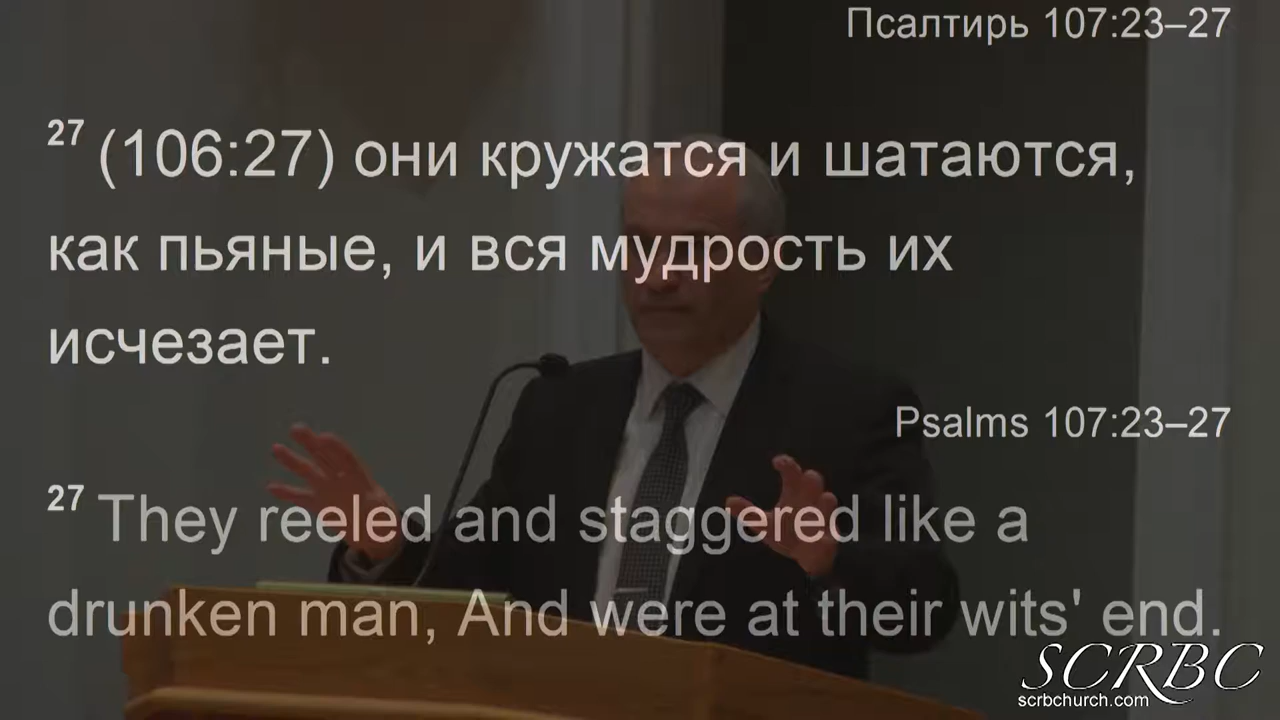 Псалтирь 107:23–27
27 (106:27) они кружатся и шатаются,
как пьяные, и вся мудрость их
исчезает.
Psalms 107:23–27
27 They reeled and staggered like a
drunken man, And were at their wits' end.
SCRBC
scrbchurch.com